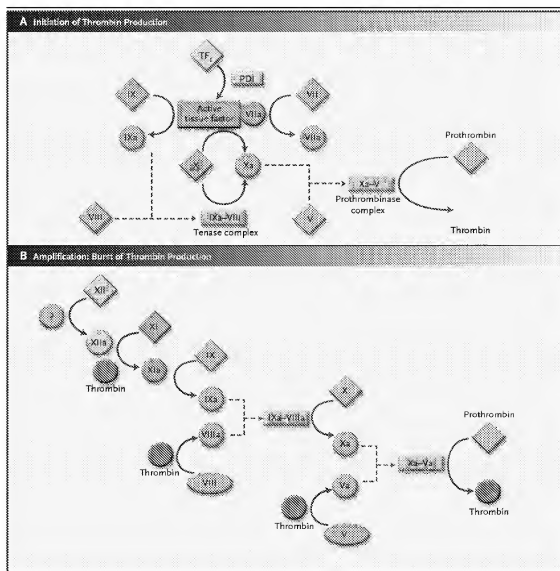 A Initiation of Thrombin Production
TFᵢ
PDI
IX
VII
Active
tissue factor
VIIa
IXa
VIIa
Prothrombin
Xa
Xa–V
Prothrombinase
complex
VIII
IXa–VIII
Tenase complex
V
Thrombin
B Amplification: Burst of Thrombin Production
XII
?
XI
XIIa
IX
XIa
Thrombin
X
IXa
Prothrombin
IXa–VIIIa
VIIIa
Xa
Xa–Va
Thrombin
Va
VIII
Thrombin
Thrombin
V